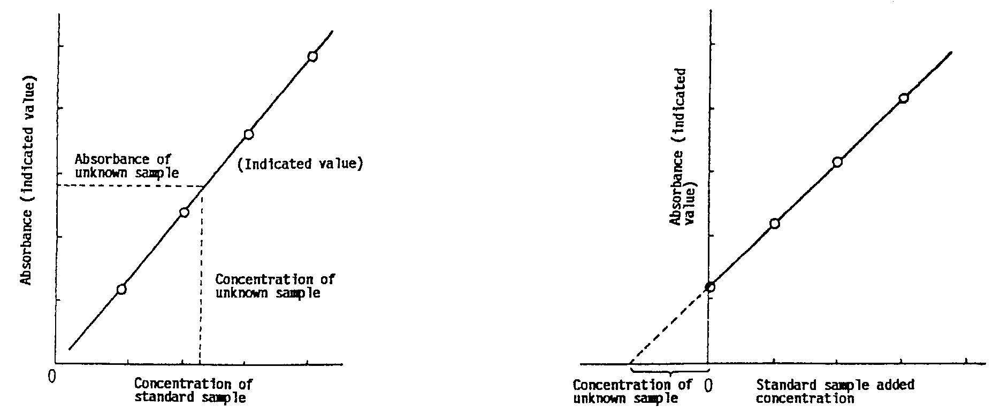 Absorbance (indicated value)
Absorbance of
unknown sample
(Indicated value)
Concentration of
unknown sample
0
Concentration of
standard sample
Absorbance (indicated
value)
Concentration of
unknown sample
0
Standard sample added
concentration